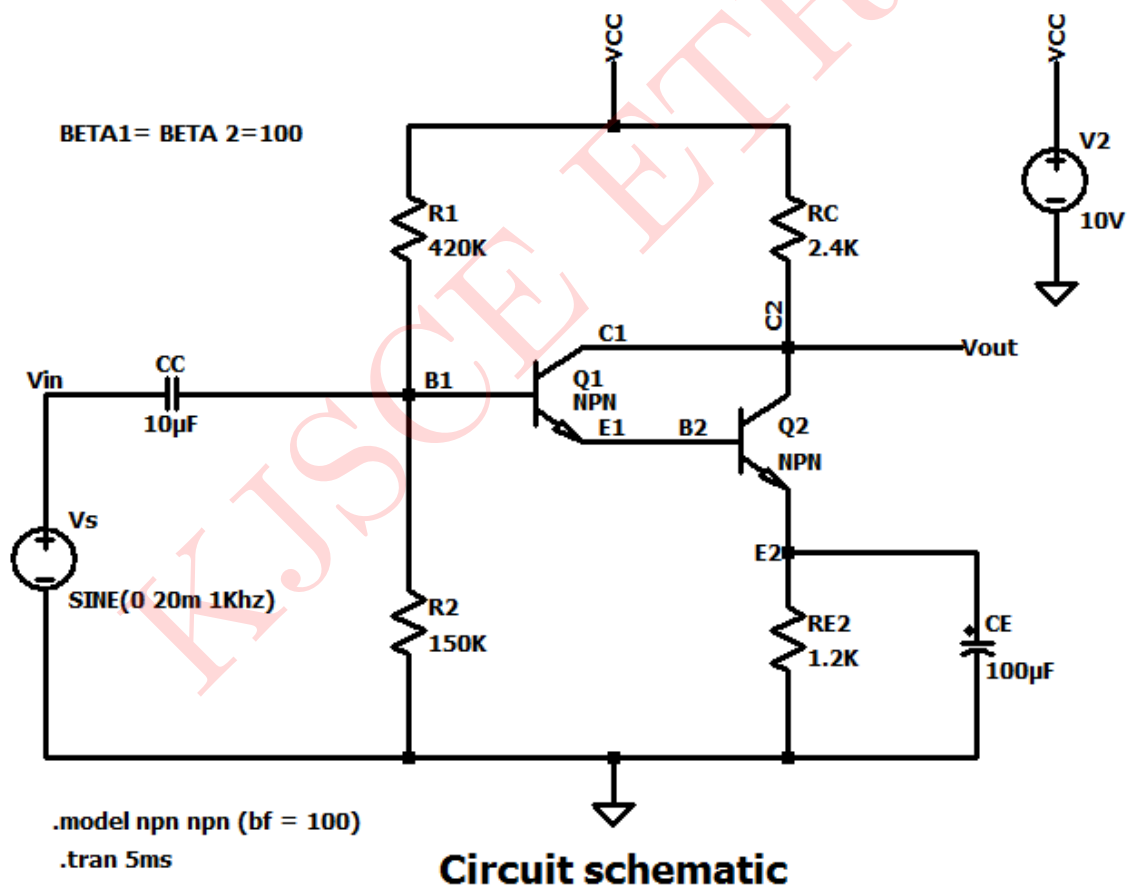 VCC
VCC
BETA1= BETA 2=100
V2
10V
R1
420K
RC
2.4K
C2
C1
Vout
CC
Vin
B1
10µF
Q1
NPN
E1
B2
Q2
NPN
Vs
SINE(0 20m 1Khz)
E2
R2
150K
RE2
1.2K
CE
100µF
.model npn npn (bf = 100)
.tran 5ms
Circuit schematic